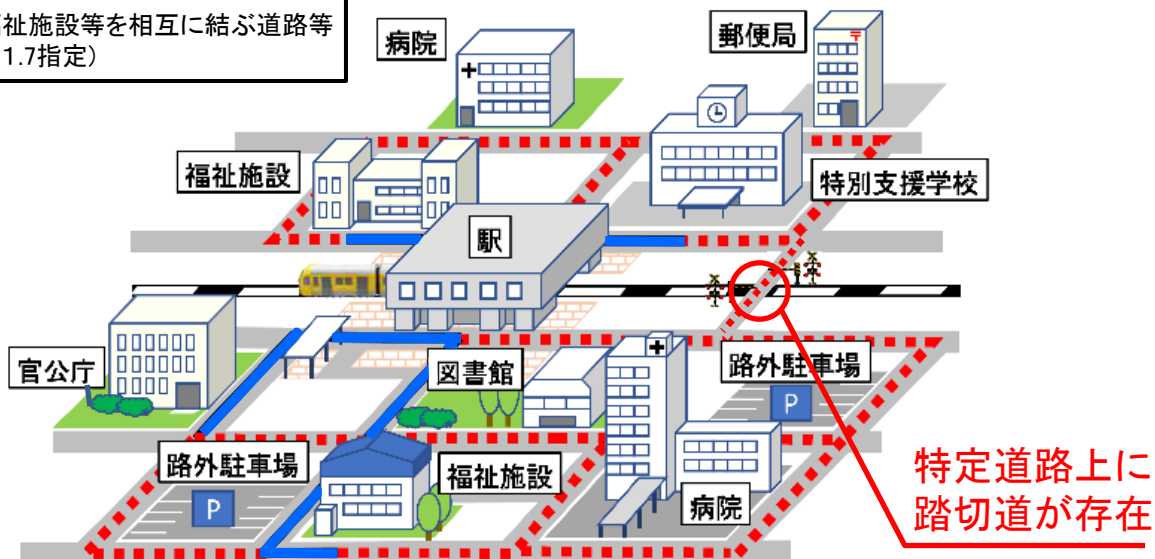 祉施設等を相互に結ぶ道路等
1.7指定）
病院
郵便局
福祉施設
特別支援学校
駅
官公庁
図書館
路外駐車場
P
路外駐車場
P
福祉施設
病院
特定道路上に
踏切道が存在